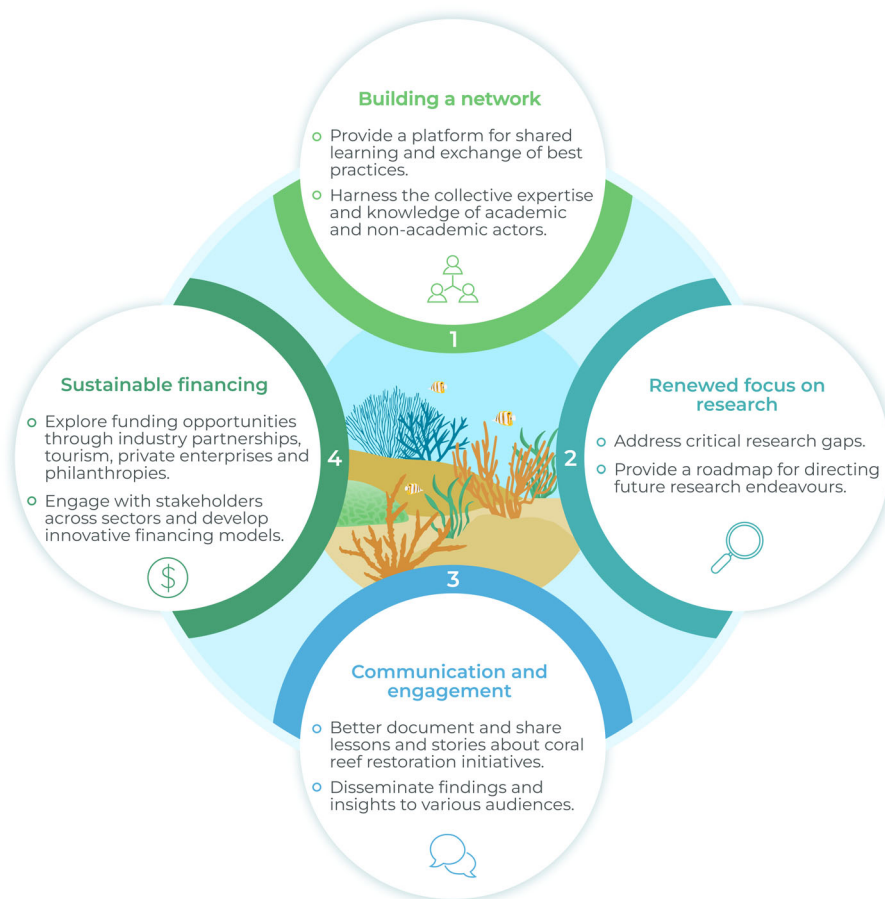 Building a network
Provide a platform for shared
learning and exchange of best
practices.
Harness the collective expertise
and knowledge of academic
and non-academic actors.
1
Renewed focus on
research
Address critical research gaps.
Provide a roadmap for directing
future research endeavours.
2
3
Communication and
engagement
Better document and share
lessons and stories about coral
reef restoration initiatives.
Disseminate findings and
insights to various audiences.
Sustainable financing
Explore funding opportunities
through industry partnerships,
tourism, private enterprises and
philanthropies.
Engage with stakeholders
across sectors and develop
innovative financing models.
$
4